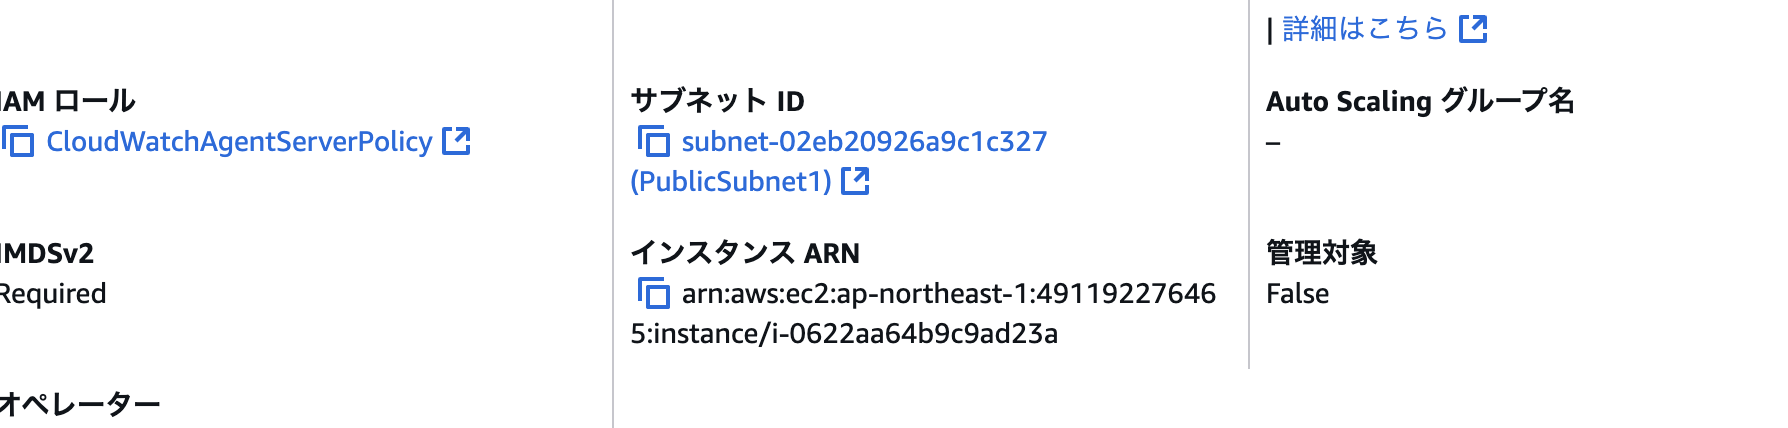 | 詳細はこちら
IAM ロール
CloudWatchAgentServerPolicy
サブネット ID
subnet-02eb20926a9c1c327
(PublicSubnet1)
Auto Scaling グループ名
–
IMDSv2
Required
インスタンス ARN
arn:aws:ec2:ap-northeast-1:49119227646
5:instance/i-0622aa64b9c9ad23a
管理対象
False
オペレーター